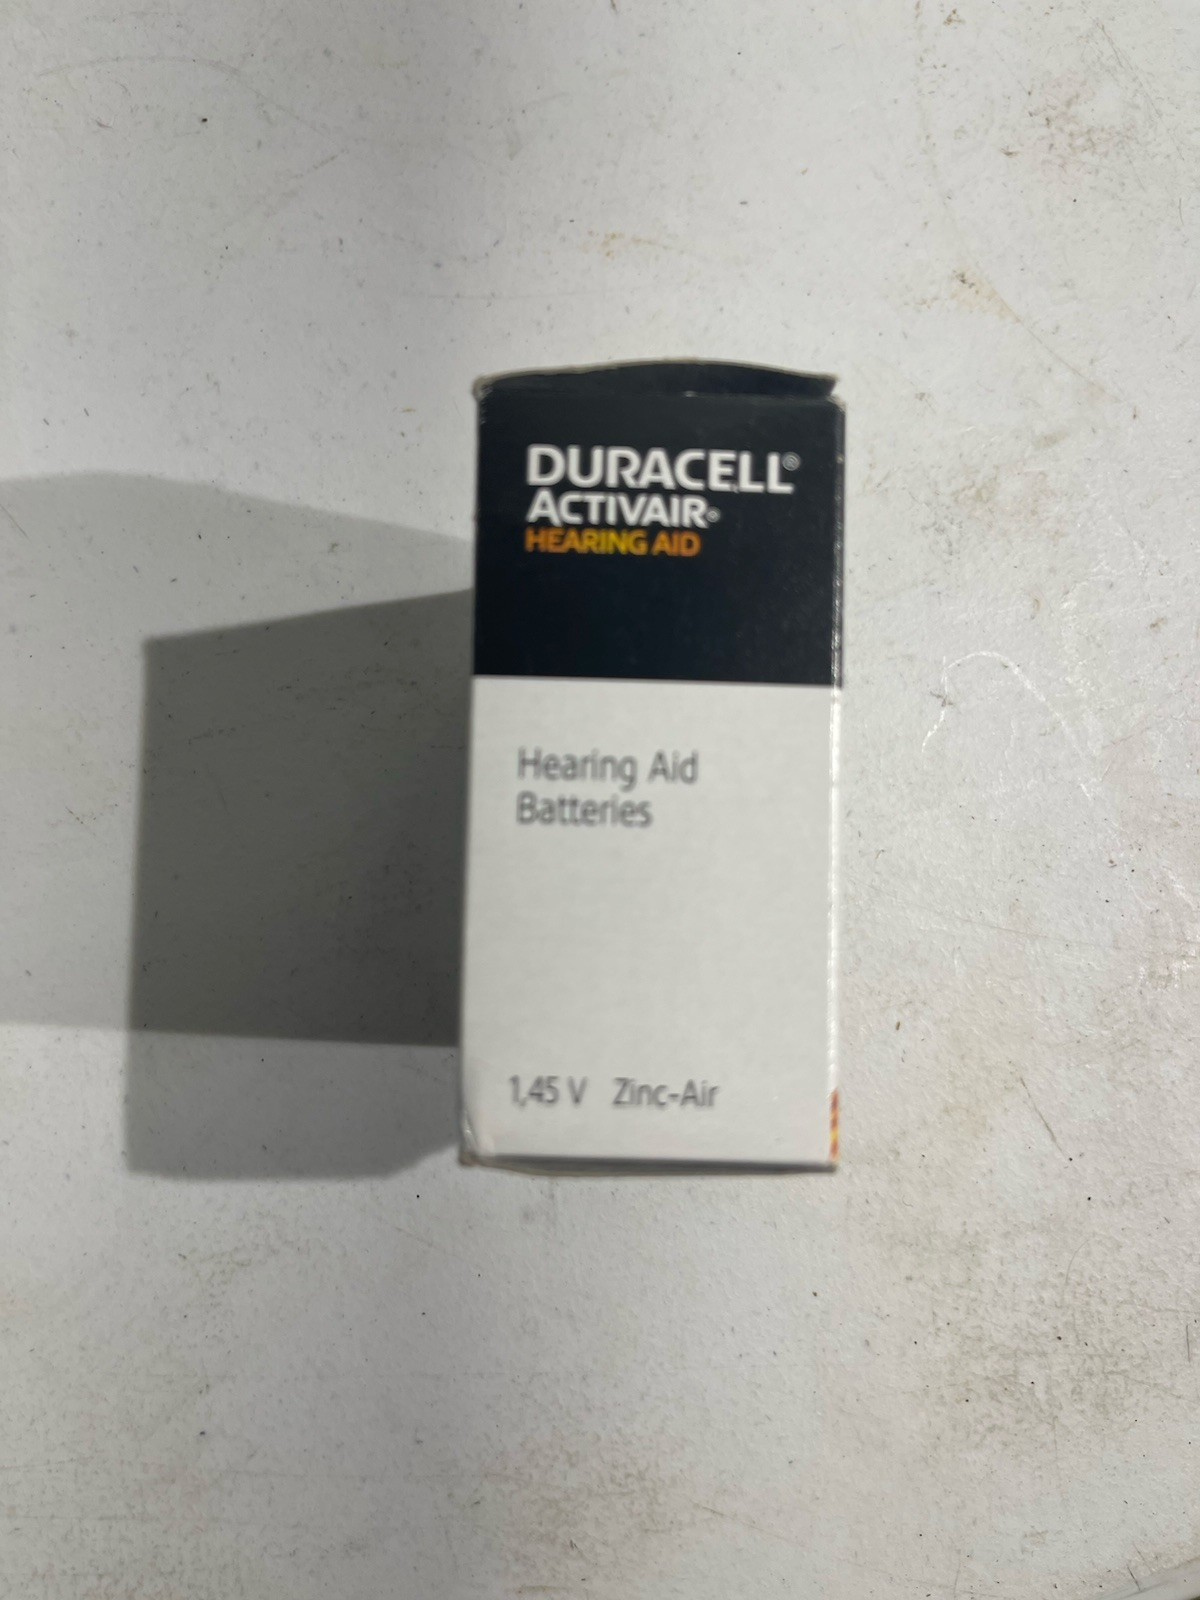 DURACELL®
ACTIVAIR®
HEARING AID
Hearing Aid
Batteries
1,45 V Zinc-Air